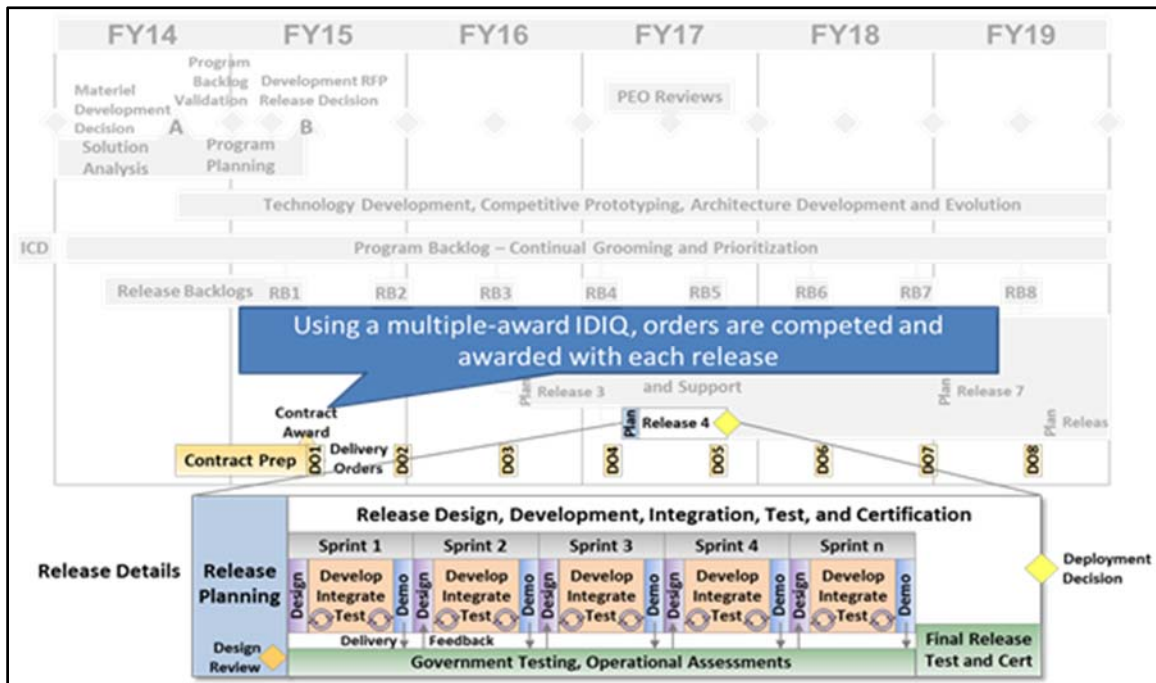 FY14 FY15 FY16 FY17 FY18 FY19
Program
Backlog
Validation
Development RFP
Release Decision
Materiel
Development
Decision
PEO Reviews
A
B
Solution
Analysis
Program
Planning
Technology Development, Competitive Prototyping, Architecture Development and Evolution
ICD
Program Backlog – Continual Grooming and Prioritization
Release Backlogs RB1 RB2 RB3 RB4 RB5 RB6 RB7 RB8
Using a multiple-award IDIQ, orders are competed and
awarded with each release
Plan
Release 3
and Support
Plan
Release 7
Contract
Award
Plan
Release 4
Plan
Releas
Contract Prep
DO1
Delivery
Orders
DO2 DO3 DO4 DO5 DO6 DO7 DO8
Release Design, Development, Integration, Test, and Certification
Sprint 1 Sprint 2 Sprint 3 Sprint 4 Sprint n
Release Details
Release
Planning
Design
Develop
Integrate
Test
Demo
Design
Develop
Integrate
Test
Demo
Design
Develop
Integrate
Test
Demo
Design
Develop
Integrate
Test
Demo
Design
Develop
Integrate
Test
Demo
Deployment
Decision
Delivery
Feedback
Design
Review
Government Testing, Operational Assessments
Final Release
Test and Cert